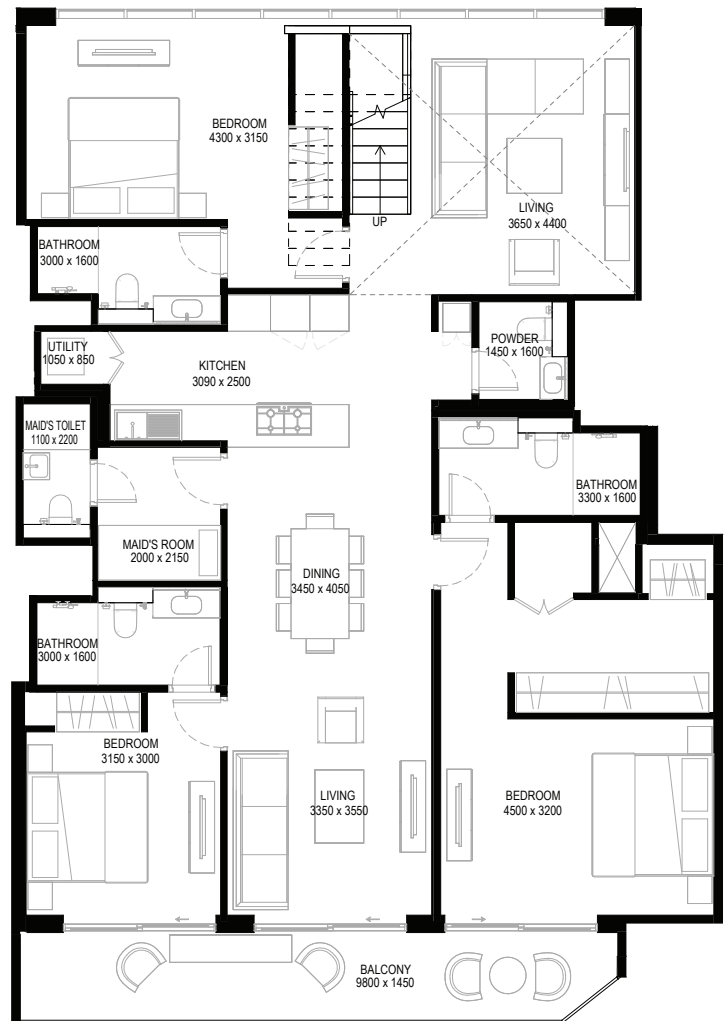 BEDROOM
4300 x 3150
LIVING
3650 x 4400
UP
BATHROOM
3000 x 1600
UTILITY
1050 x 850
KITCHEN
3090 x 2500
POWDER
1450 x 1600
MAID'S TOILET
1100 x 2200
BATHROOM
3300 x 1600
MAID'S ROOM
2000 x 2150
DINING
3450 x 4050
BATHROOM
3000 x 1600
BEDROOM
3150 x 3000
LIVING
3350 x 3550
BEDROOM
4500 x 3200
BALCONY
9800 x 1450